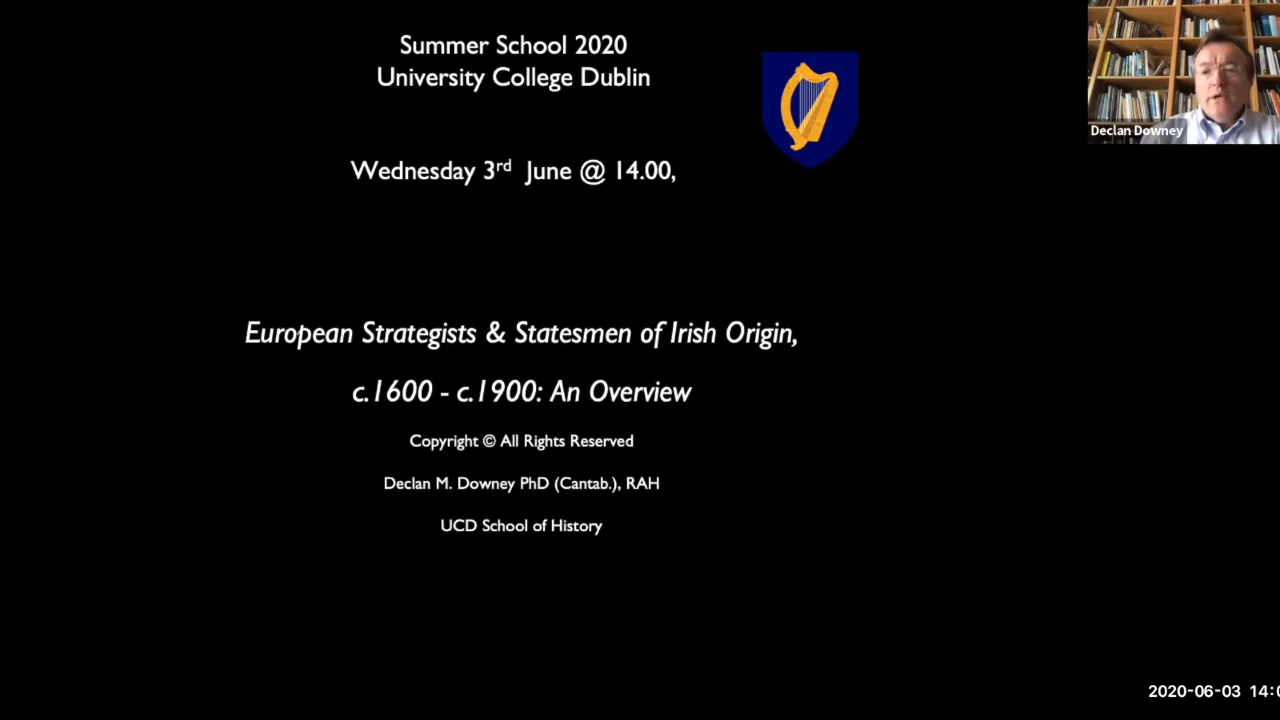 Summer School 2020
University College Dublin
Declan Downey
Wednesday 3rd June @ 14.00,
European Strategists & Statesmen of Irish Origin,
c.1600 - c.1900: An Overview
Copyright © All Rights Reserved
Declan M. Downey PhD (Cantab.), RAH
UCD School of History
2020-06-03 14:0